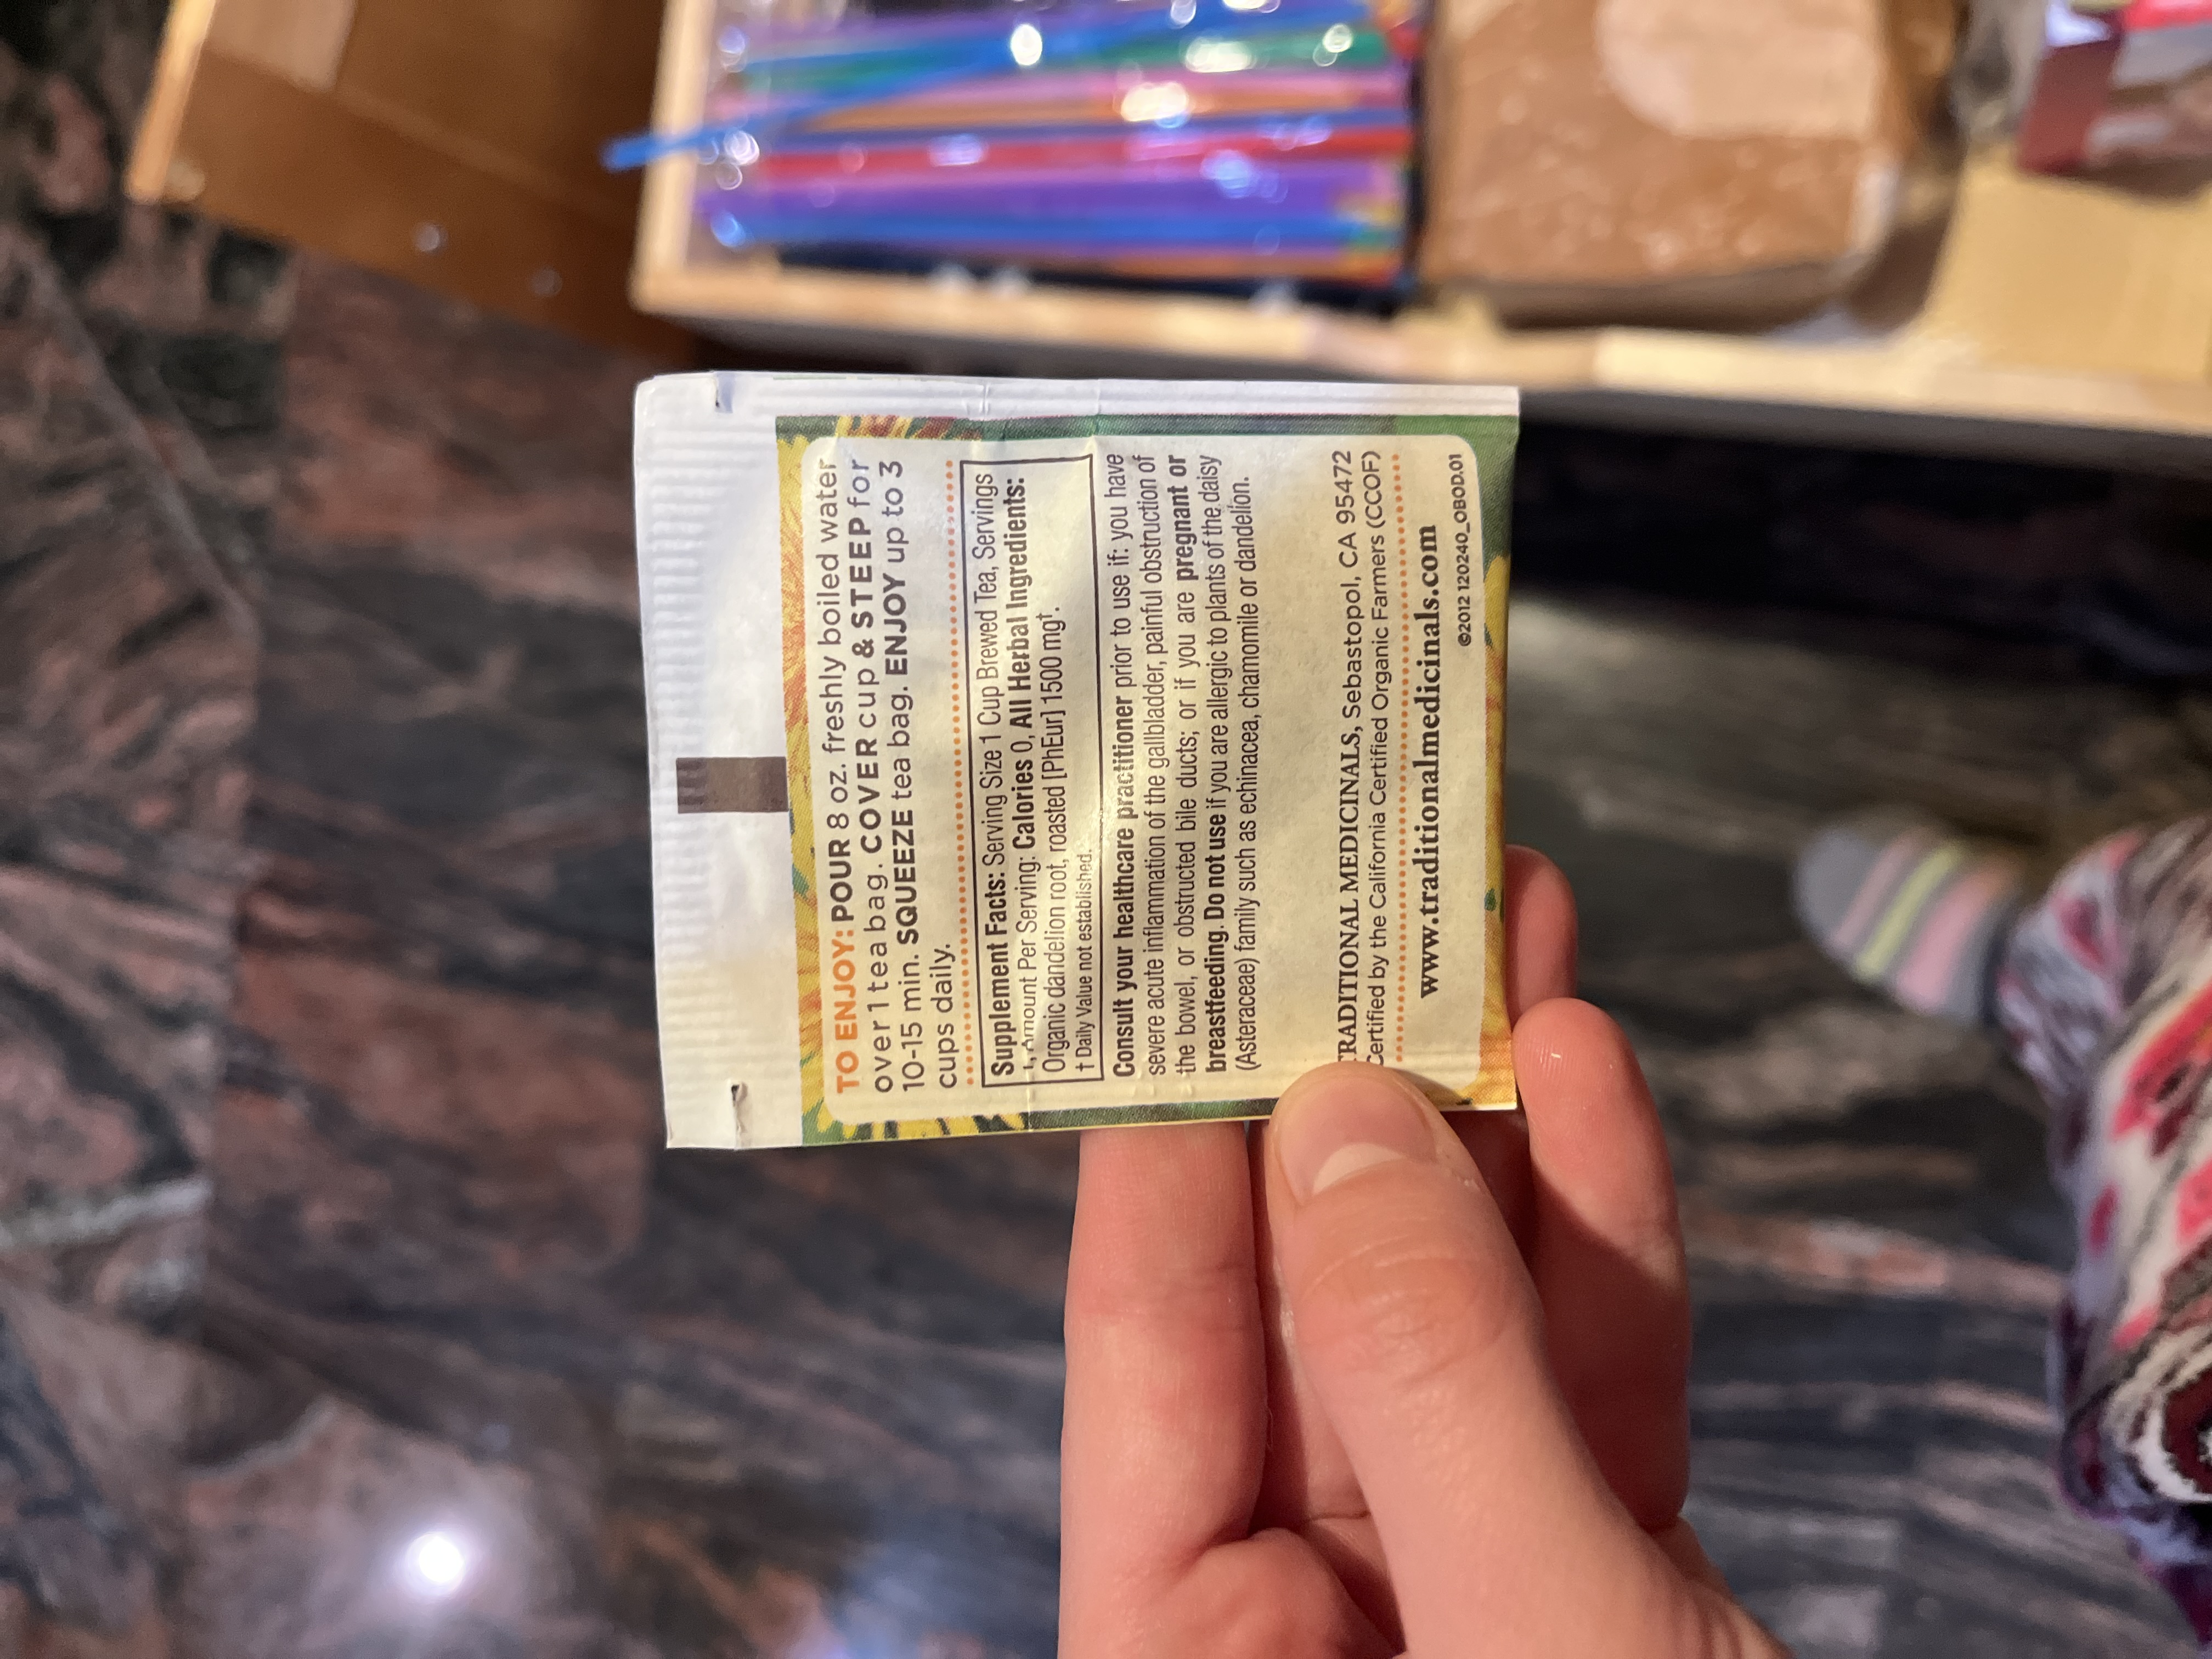 TO ENJOY: POUR 8 oz. freshly boiled water
over 1 tea bag. COVER cup & STEEP for
10-15 min. SQUEEZE tea bag. ENJOY up to 3
cups daily.
Supplement Facts: Serving Size 1 Cup Brewed Tea, Servings
1, Amount Per Serving: Calories 0, All Herbal Ingredients:
Organic dandelion root, roasted [PhEur] 1500 mg†.
† Daily Value not established.
Consult your healthcare practitioner prior to use if: you have
severe acute inflammation of the gallbladder, painful obstruction of
the bowel, or obstructed bile ducts; or if you are pregnant or
breastfeeding. Do not use if you are allergic to plants of the daisy
(Asteraceae) family such as echinacea, chamomile or dandelion.
TRADITIONAL MEDICINALS, Sebastopol, CA 95472
Certified by the California Certified Organic Farmers (CCOF)
www.traditionalmedicinals.com
©2012 120240_OBOD.01